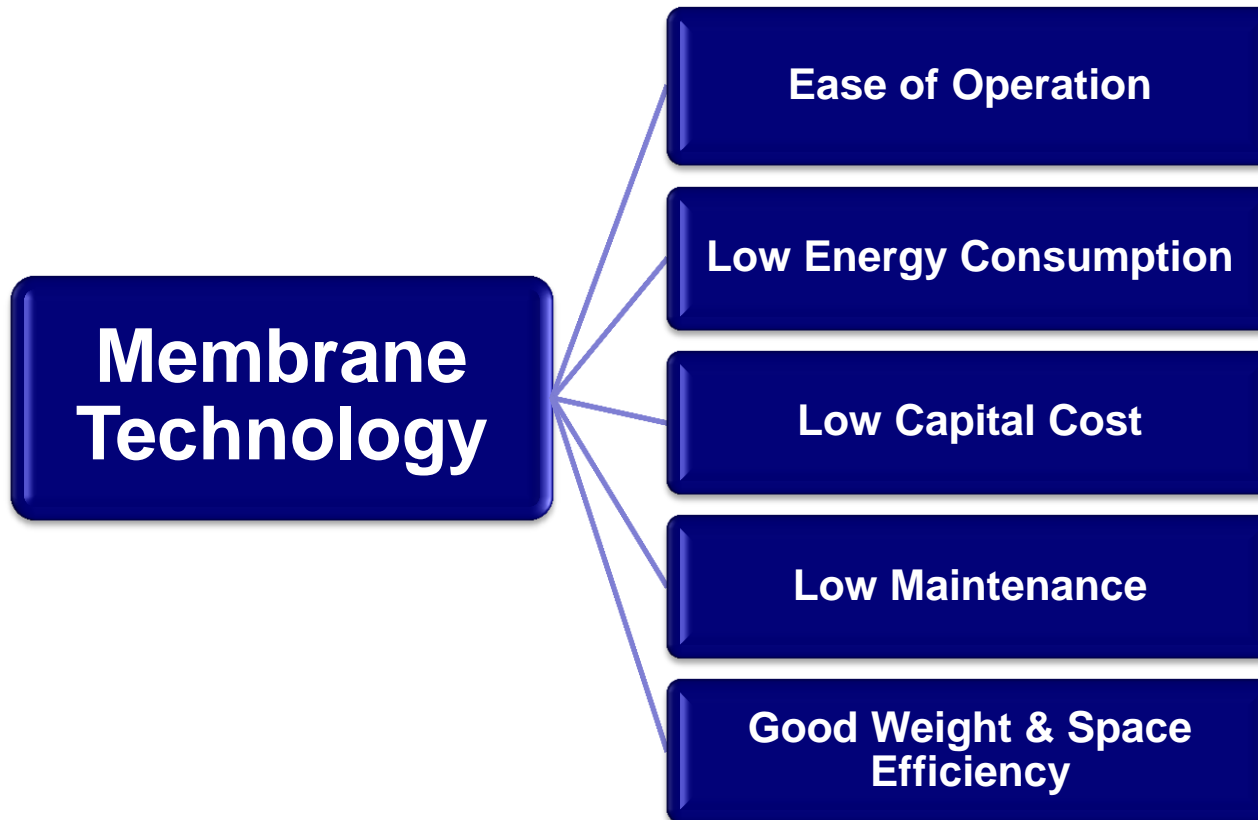 Membrane
Technology
Ease of Operation
Low Energy Consumption
Low Capital Cost
Low Maintenance
Good Weight & Space
Efficiency